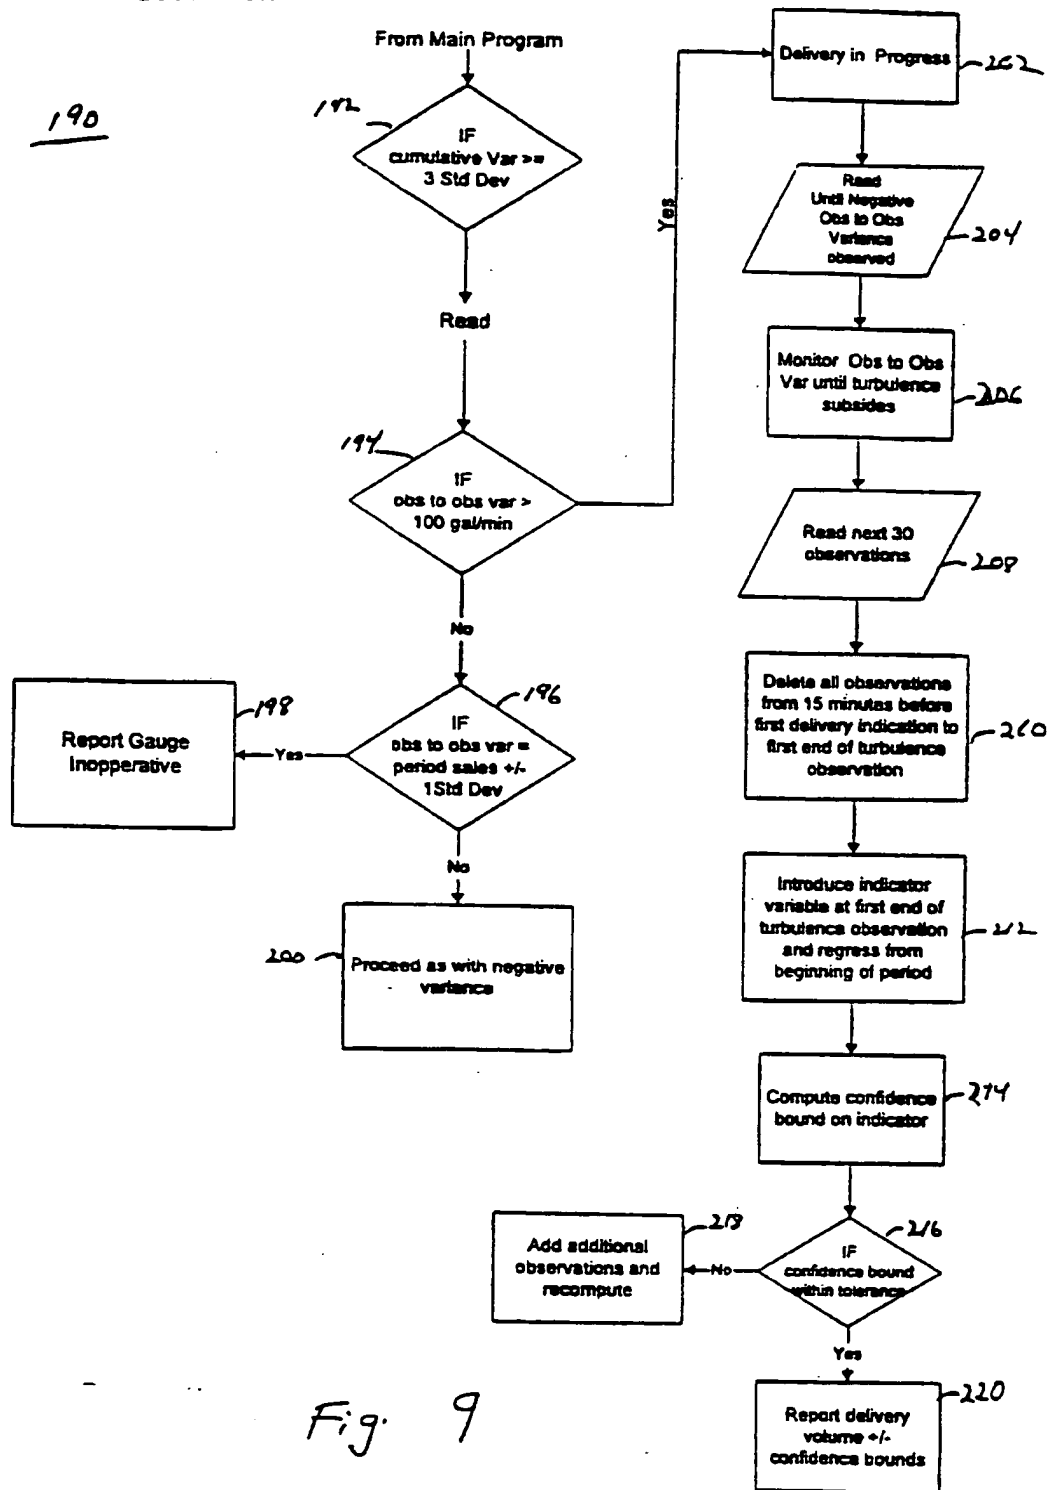 From Main Program
190
192
IF
cumulative Var >=
3 Std Dev
Read
194
IF
obs to obs var >
100 gal/min
Yes
No
196
IF
obs to obs var =
period sales +/-
1Std Dev
Yes
198
Report Gauge
Inoperative
No
200
Proceed as with negative
variance
Delivery in Progress
202
Read
Until Negative
Obs to Obs
Variance
observed
204
Monitor Obs to Obs
Var until turbulence
subsides
206
Read next 30
observations
208
Delete all observations
from 15 minutes before
first delivery indication to
first end of turbulence
observation
210
Introduce indicator
variable at first end of
turbulence observation
and regress from
beginning of period
212
Compute confidence
bound on indicator
214
216
IF
confidence bound
within tolerance
No
218
Add additional
observations and
recompute
Yes
220
Report delivery
volume +/-
confidence bounds
Fig. 9